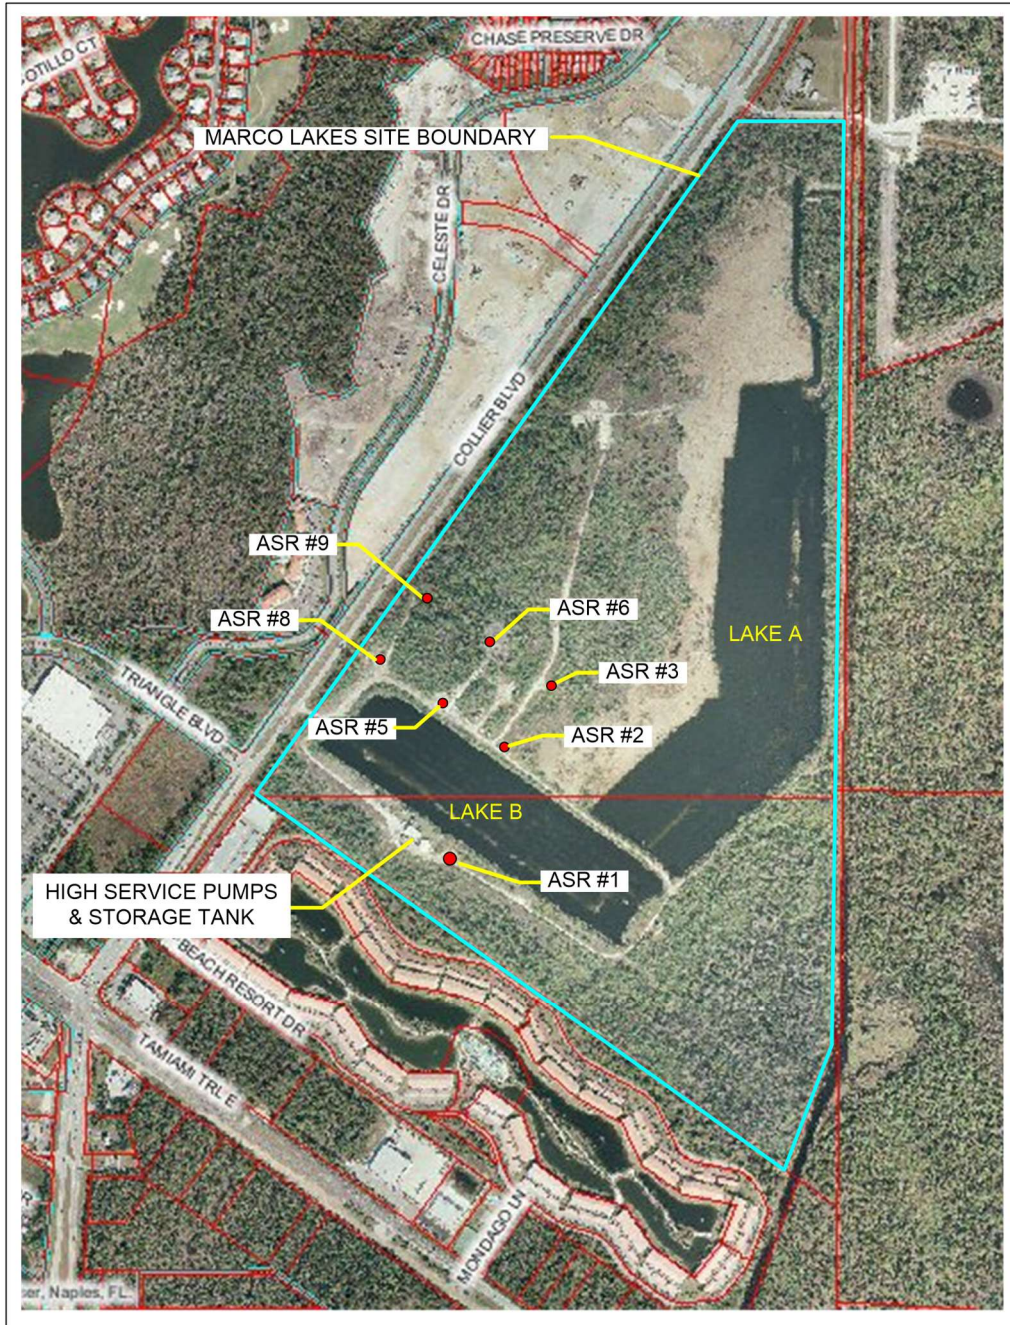 CHASE PRESERVE DR
OTILLO CT
MARCO LAKES SITE BOUNDARY
CELESTE DR
COLLIER BLVD
ASR #9
ASR #6
ASR #8
LAKE A
ASR #3
TRIANGLE BLVD
ASR #5
ASR #2
LAKE B
ASR #1
HIGH SERVICE PUMPS
& STORAGE TANK
BEACH RESORT DR
TAMIAMI TRL E
MONDAGO LN
R
ser, Naples, FL.